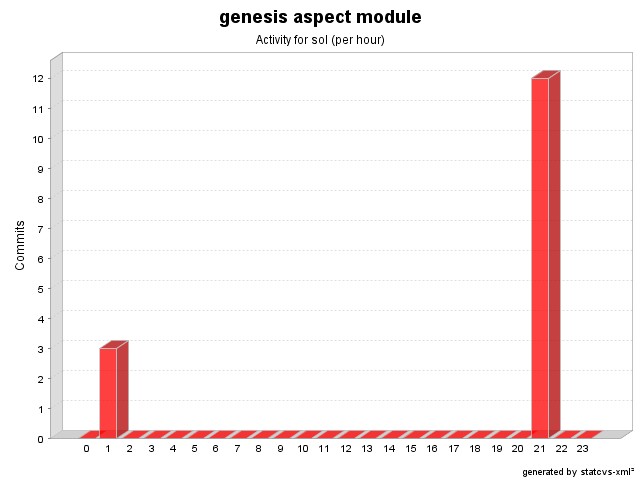 genesis aspect module
Activity for sol (per hour)
12
11
10
9
8
7
6
5
4
3
2
1
0
Commits
0 1 2 3 4 5 6 7 8 9 10 11 12 13 14 15 16 17 18 19 20 21 22 23
generated by statcvs-xml²